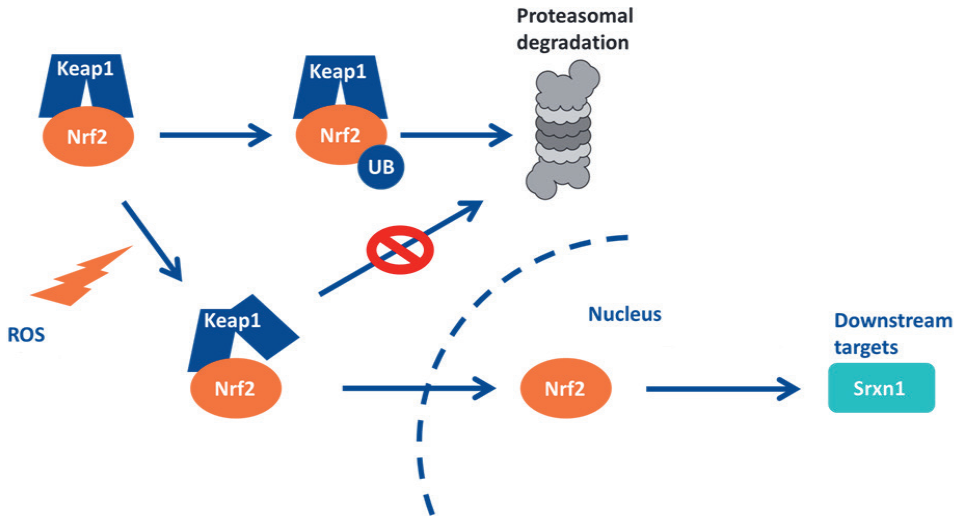 Proteasomal
degradation
Keap1
Nrf2
Keap1
Nrf2
UB
ROS
Keap1
Nrf2
Nucleus
Nrf2
Downstream
targets
Srxn1